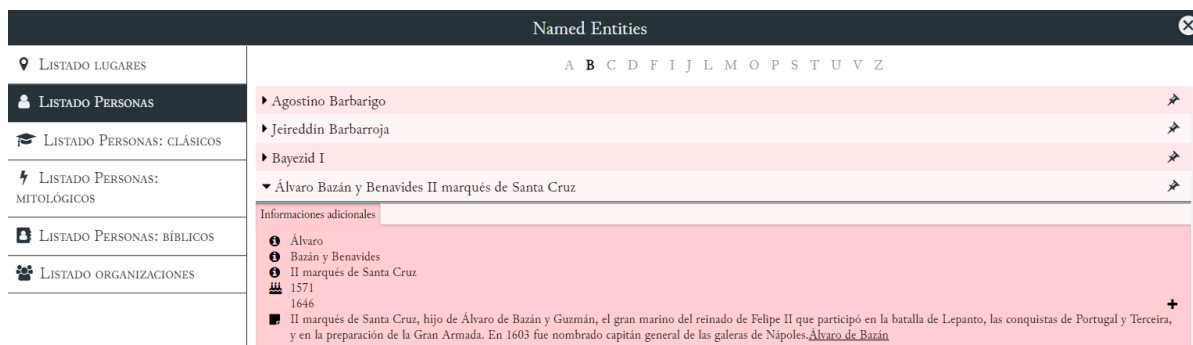 Named Entities
LISTADO LUGARES
LISTADO PERSONAS
LISTADO PERSONAS: CLÁSICOS
LISTADO PERSONAS:
MITOLÓGICOS
LISTADO PERSONAS: BÍBLICOS
LISTADO ORGANIZACIONES
A B C D F I J L M O P S T U V Z
Agostino Barbarigo
Jeireddín Barbarroja
Bayezid I
Álvaro Bazán y Benavides II marqués de Santa Cruz
Informaciones adicionales
Álvaro
Bazán y Benavides
II marqués de Santa Cruz
1571
1646
II marqués de Santa Cruz, hijo de Álvaro de Bazán y Guzmán, el gran marino del reinado de Felipe II que participó en la batalla de Lepanto, las conquistas de Portugal y Terceira,
y en la preparación de la Gran Armada. En 1603 fue nombrado capitán general de las galeras de Nápoles.Álvaro de Bazán